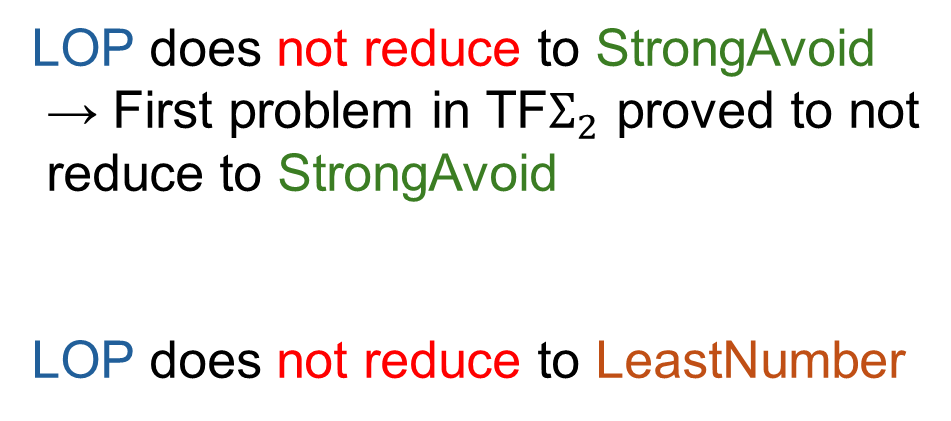 LOP does not reduce to StrongAvoid
→ First problem in TFΣ₂ proved to not
reduce to StrongAvoid
LOP does not reduce to LeastNumber